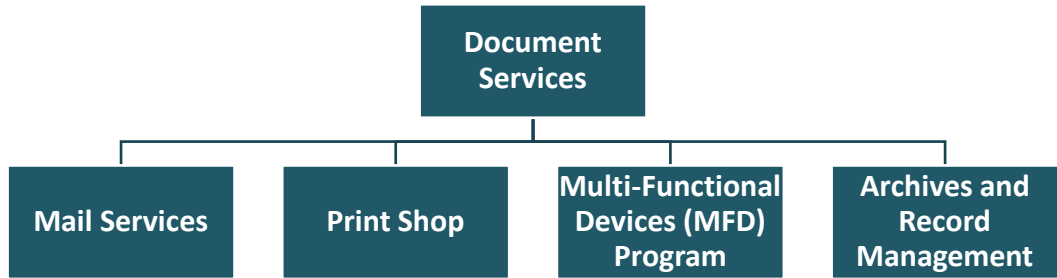 Document
Services
Mail Services
Print Shop
Multi-Functional
Devices (MFD)
Program
Archives and
Record
Management